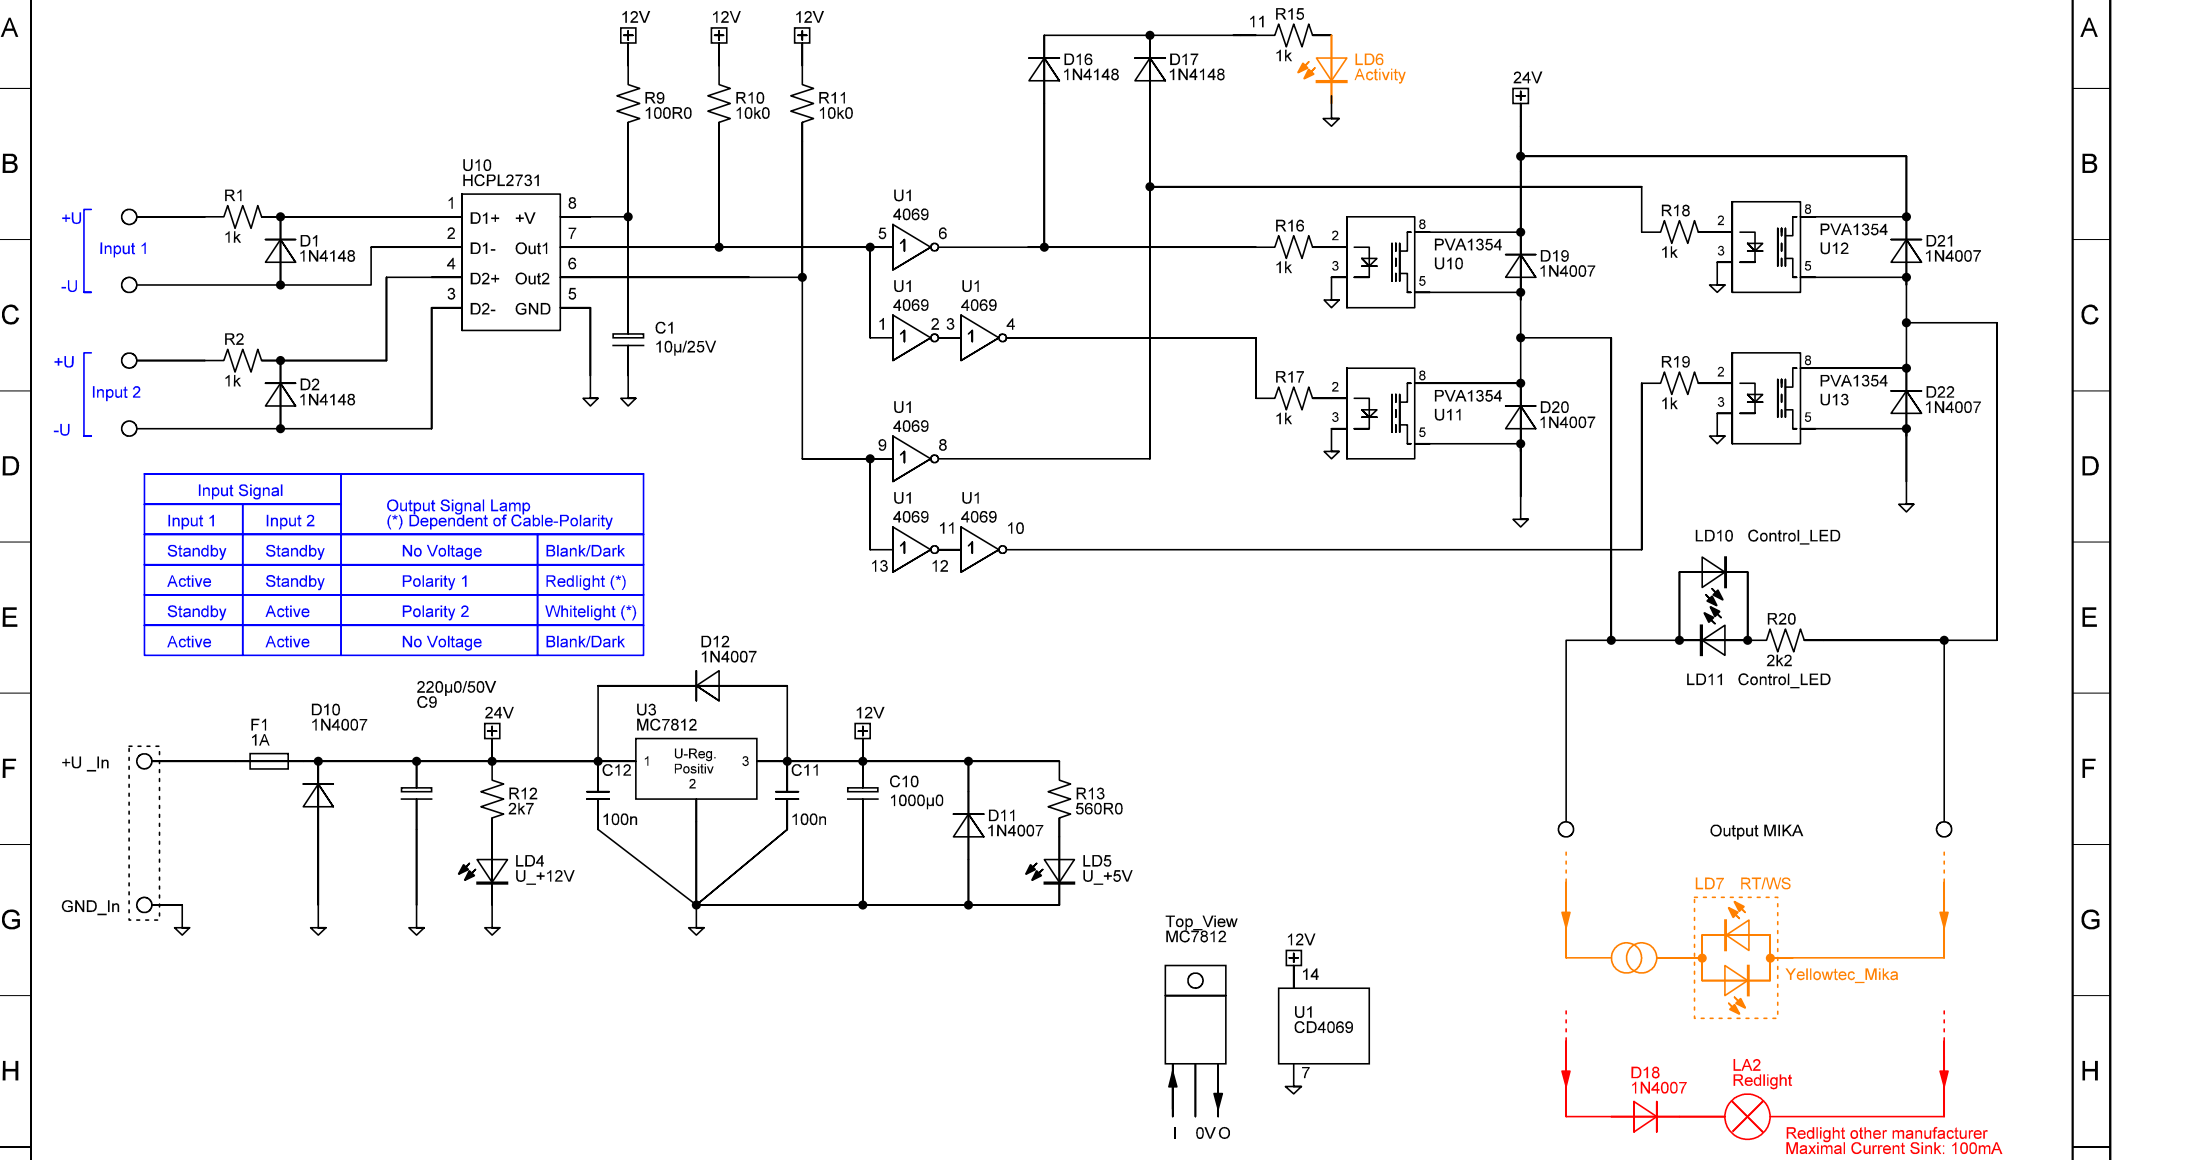 A
B
C
D
E
F
G
H
A
B
C
D
E
F
G
H
12V
12V
12V
R9
100R0
R10
10k0
R11
10k0
U10
HCPL2731
1
2
4
3
D1+
D1-
D2+
D2-
+V
Out1
Out2
GND
8
7
6
5
R1
1k
D1
1N4148
+U
Input 1
-U
R2
1k
D2
1N4148
+U
Input 2
-U
C1
10µ/25V
U1
4069
5
1
6
U1
4069
1
1
2
U1
4069
3
1
4
U1
4069
9
1
8
U1
4069
13
1
12
U1
4069
11
1
10
D16
1N4148
D17
1N4148
11
R15
1k
LD6
Activity
24V
R16
1k
2
3
8
5
PVA1354
U10
D19
1N4007
R17
1k
2
3
8
5
PVA1354
U11
D20
1N4007
R18
1k
2
3
8
5
PVA1354
U12
D21
1N4007
R19
1k
2
3
8
5
PVA1354
U13
D22
1N4007
Input Signal
Output Signal Lamp
(*) Dependent of Cable-Polarity
Input 1
Input 2
Standby
Standby
No Voltage
Blank/Dark
Active
Standby
Polarity 1
Redlight (*)
Standby
Active
Polarity 2
Whitelight (*)
Active
Active
No Voltage
Blank/Dark
LD10 Control_LED
R20
2k2
LD11 Control_LED
+U _In
GND_In
F1
1A
D10
1N4007
220µ0/50V
C9
24V
R12
2k7
LD4
U_+12V
D12
1N4007
U3
MC7812
1
U-Reg.
Positiv
2
3
C12
100n
C11
100n
12V
C10
1000µ0
D11
1N4007
R13
560R0
LD5
U_+5V
Top_View
MC7812
I
0V
O
12V
14
U1
CD4069
7
Output MIKA
LD7 RT/WS
Yellowtec_Mika
D18
1N4007
LA2
Redlight
Redlight other manufacturer
Maximal Current Sink: 100mA